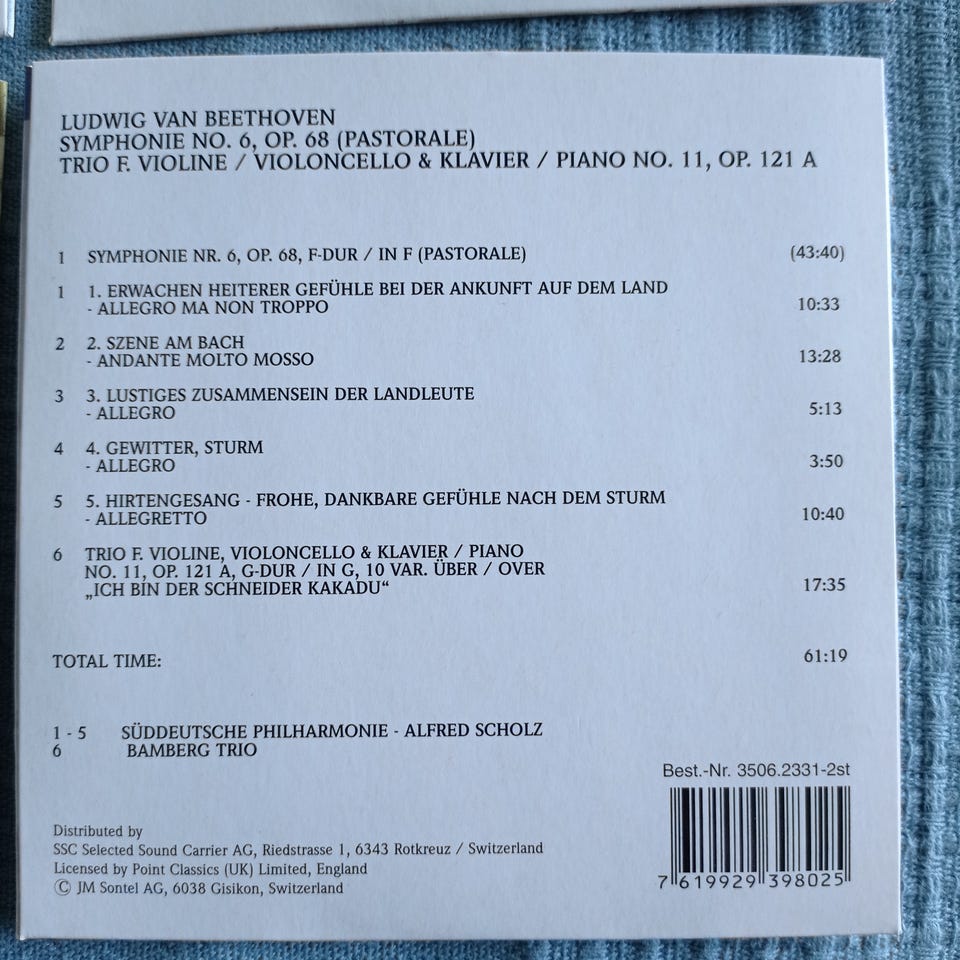 LUDWIG VAN BEETHOVEN
SYMPHONIE NO. 6, OP. 68 (PASTORALE)
TRIO F. VIOLINE / VIOLONCELLO & KLAVIER / PIANO NO. 11, OP. 121 A
1 SYMPHONIE NR. 6, OP. 68, F-DUR / IN F (PASTORALE) (43:40)
1 1. ERWACHEN HEITERER GEFÜHLE BEI DER ANKUNFT AUF DEM LAND
- ALLEGRO MA NON TROPPO 10:33
2 2. SZENE AM BACH
- ANDANTE MOLTO MOSSO 13:28
3 3. LUSTIGES ZUSAMMENSEIN DER LANDLEUTE
- ALLEGRO 5:13
4 4. GEWITTER, STURM
- ALLEGRO 3:50
5 5. HIRTENGESANG - FROHE, DANKBARE GEFÜHLE NACH DEM STURM
- ALLEGRETTO 10:40
6 TRIO F. VIOLINE, VIOLONCELLO & KLAVIER / PIANO
NO. 11, OP. 121 A, G-DUR / IN G, 10 VAR. ÜBER / OVER
„ICH BIN DER SCHNEIDER KAKADU“ 17:35
TOTAL TIME: 61:19
1 - 5 SÜDDEUTSCHE PHILHARMONIE - ALFRED SCHOLZ
6 BAMBERG TRIO
Best.-Nr. 3506.2331-2st
Distributed by
SSC Selected Sound Carrier AG, Riedstrasse 1, 6343 Rotkreuz / Switzerland
Licensed by Point Classics (UK) Limited, England
© JM Sontel AG, 6038 Gisikon, Switzerland
7 619929 398025